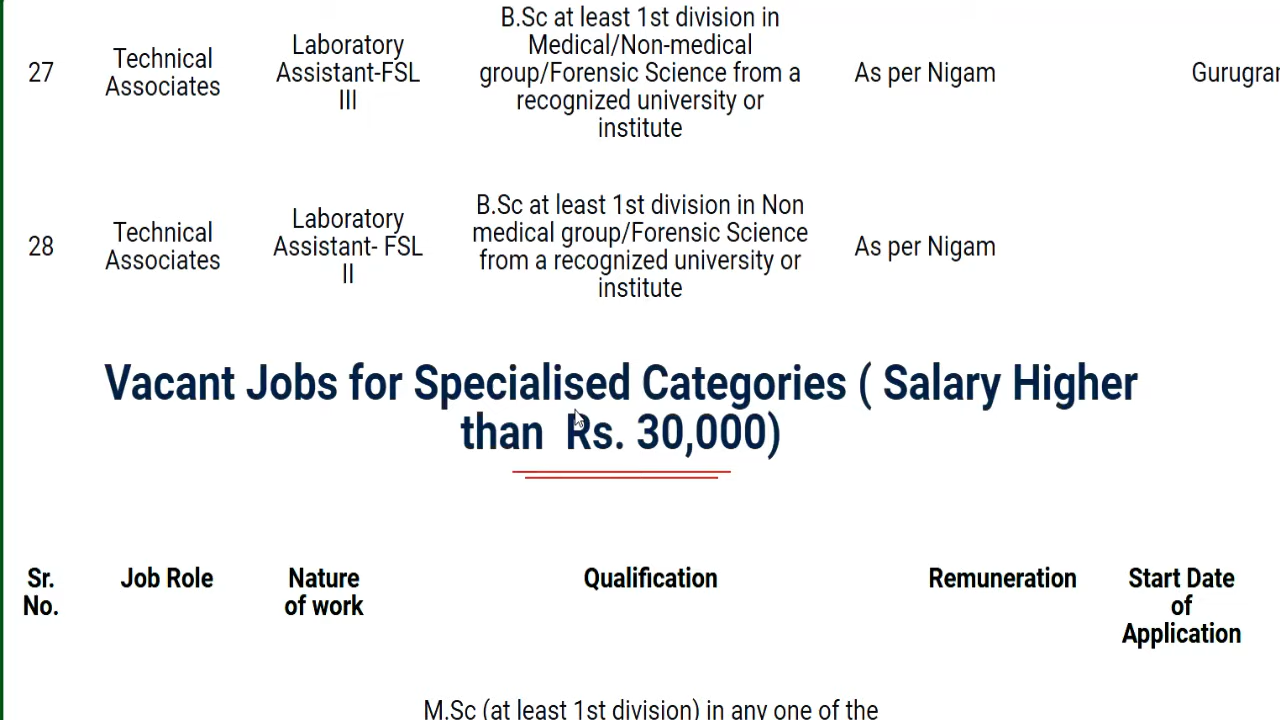 27
Technical
Associates
Laboratory
Assistant-FSL
III
B.Sc at least 1st division in
Medical/Non-medical
group/Forensic Science from a
recognized university or
institute
As per Nigam
28
Technical
Associates
Laboratory
Assistant- FSL
II
B.Sc at least 1st division in Non
medical group/Forensic Science
from a recognized university or
institute
As per Nigam
Vacant Jobs for Specialised Categories ( Salary Higher
than Rs. 30,000)
Sr.
No.
Job Role
Nature
of work
Qualification
Remuneration
Start Date
of
Application
M.Sc (at least 1st division) in any one of the